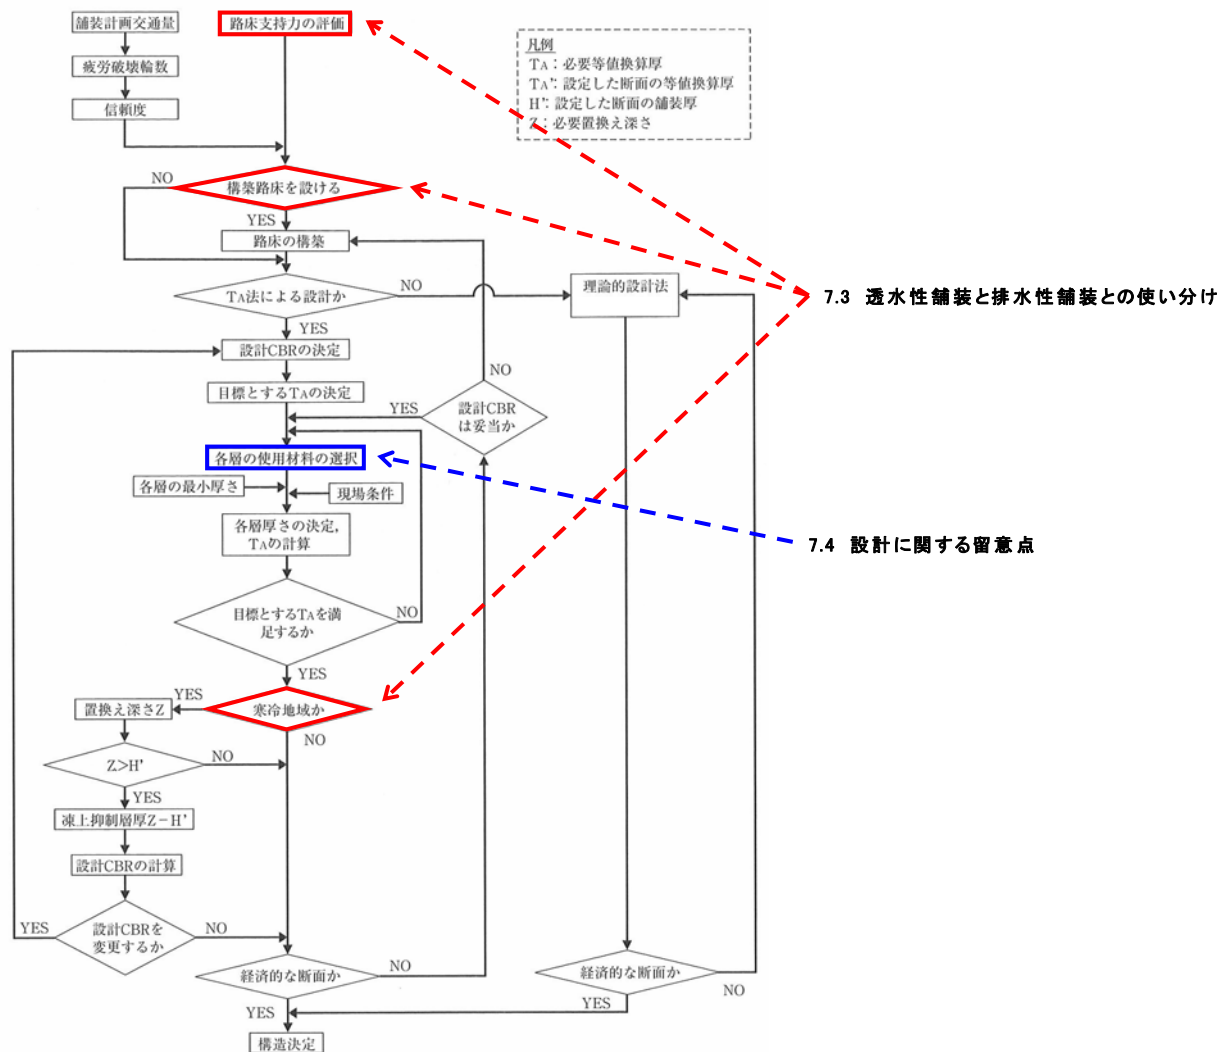 舗装計画交通量
路床支持力の評価
疲労破壊輪数
信頼度
凡例
TA：必要等値換算厚
TA'：設定した断面の等値換算厚
H'：設定した断面の舗装厚
Z：必要置換え深さ
NO
構築路床を設ける
YES
路床の構築
TA法による設計か
NO
理論的設計法
7.3 透水性舗装と排水性舗装との使い分け
YES
設計CBRの決定
NO
目標とするTAの決定
YES
設計CBR
は妥当か
各層の使用材料の選択
各層の最小厚さ
現場条件
各層厚さの決定,
TAの計算
7.4 設計に関する留意点
目標とするTAを満
足するか
NO
YES
YES
置換え深さZ
寒冷地域か
NO
Z>H'
NO
YES
凍上抑制層厚Z－H'
設計CBRの計算
YES
設計CBRを
変更するか
NO
経済的な断面か
NO
経済的な断面か
NO
YES
YES
構造決定